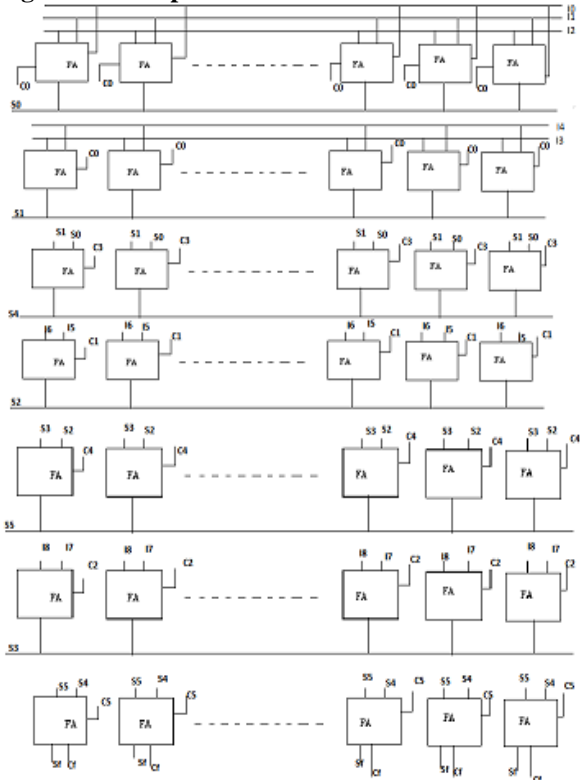 I0
I1
I2
FA FA FA FA FA
C0 C0 C0 C0 C0
S0
I4
I3
C0 C0 C0 C0 C0
FA FA FA FA FA
S1
S1 S0 S1 S0 S1 S0 S1 S0 S1 S0
C3 C3 C3 C3 C3
FA FA FA FA FA
S4
I6 I5 I6 I5 I6 I5 I6 I5 I6 I5
C1 C1 C1 C1 C1
FA FA FA FA FA
S2
S3 S2 S3 S2 S3 S2 S3 S2 S3 S2
C4 C4 C4 C4 C4
FA FA FA FA FA
S5
I8 I7 I8 I7 I8 I7 I8 I7 I8 I7
C2 C2 C2 C2 C2
FA FA FA FA FA
S3
S5 S4 S5 S4 S5 S4 S5 S4 S5 S4
C5 C5 C5 C5 C5
FA FA FA FA FA
Sf Cf Sf Cf Sf Cf Sf Cf Sf Cf